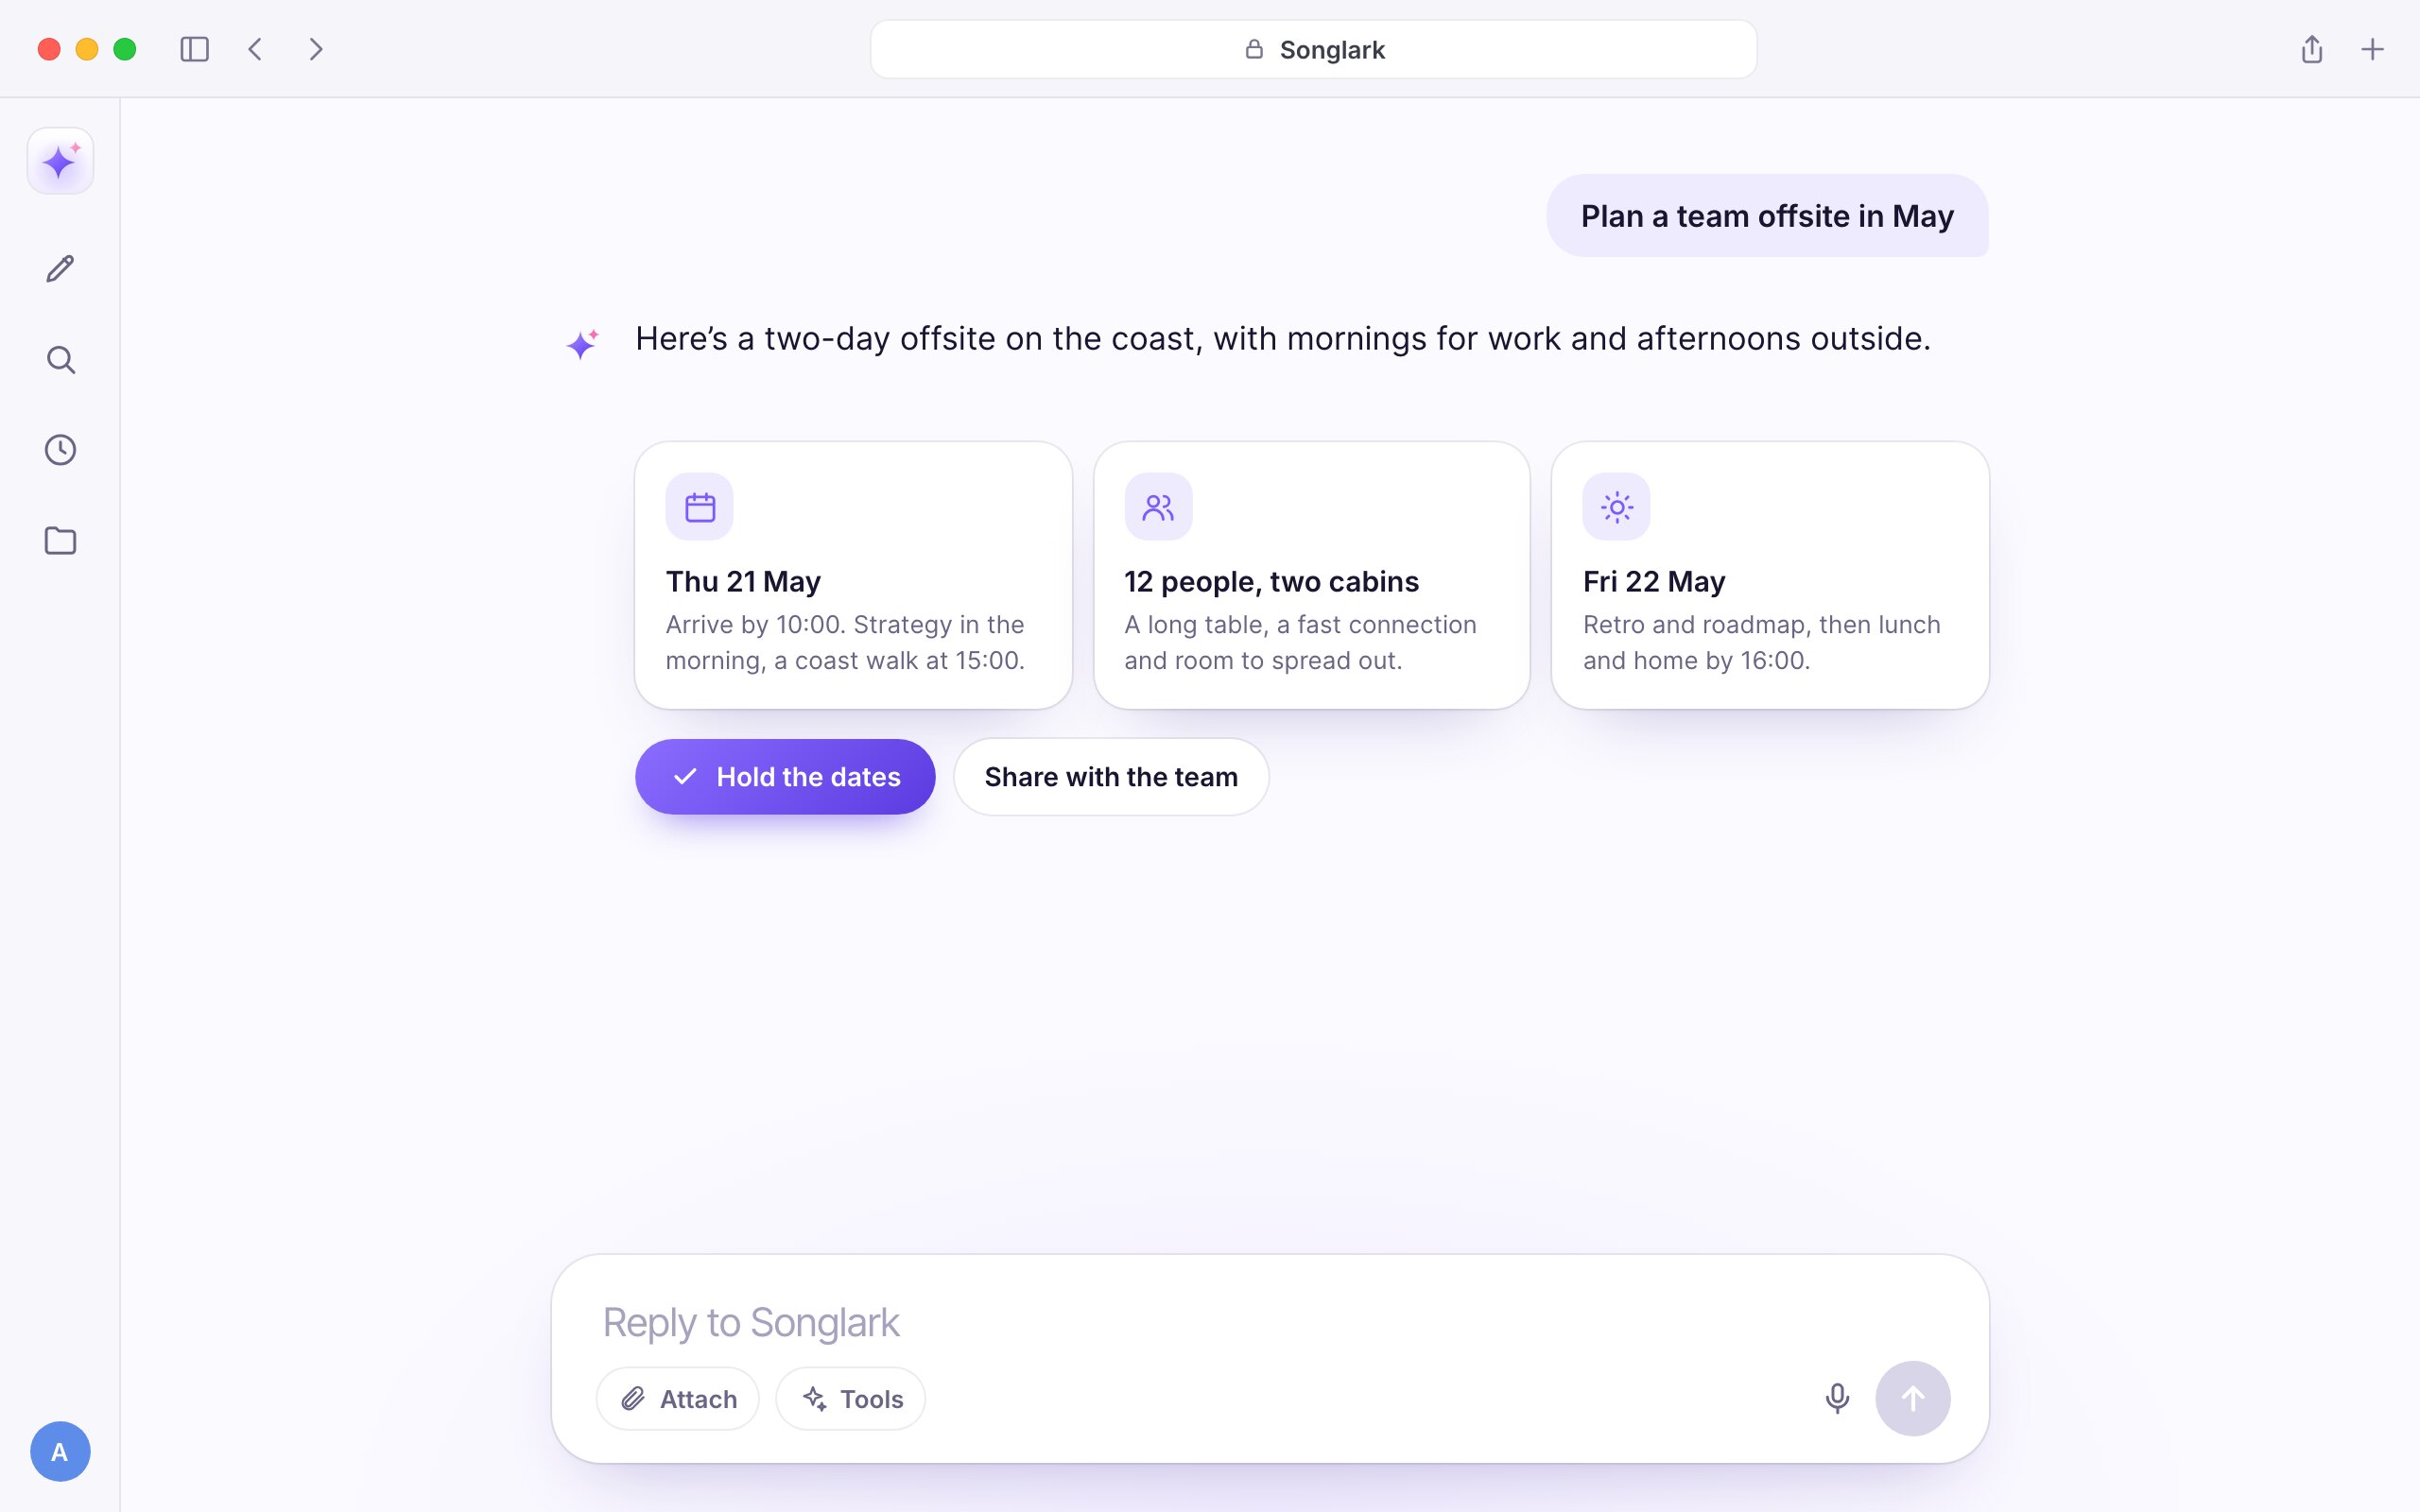 Songlark
Plan a team offsite in May
Here’s a two-day offsite on the coast, with mornings for work and afternoons outside.
Thu 21 May
Arrive by 10:00. Strategy in the
morning, a coast walk at 15:00.
12 people, two cabins
A long table, a fast connection
and room to spread out.
Fri 22 May
Retro and roadmap, then lunch
and home by 16:00.
Hold the dates
Share with the team
Reply to Songlark
Attach
Tools
A